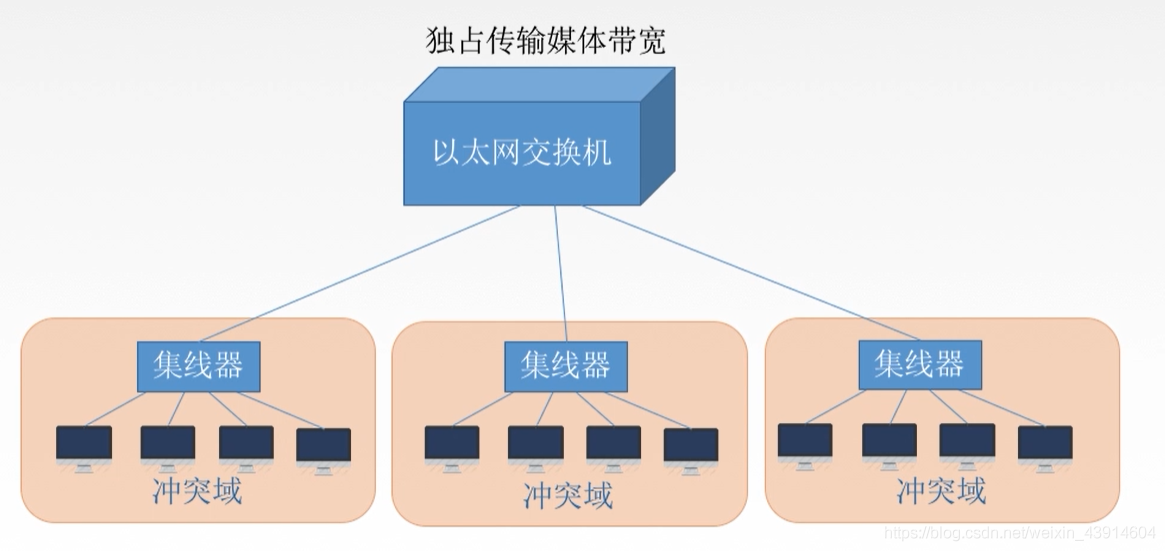 独占传输媒体带宽
以太网交换机
集线器
集线器
集线器
冲突域
冲突域
冲突域
https://blog.csdn.net/weixin_43914604